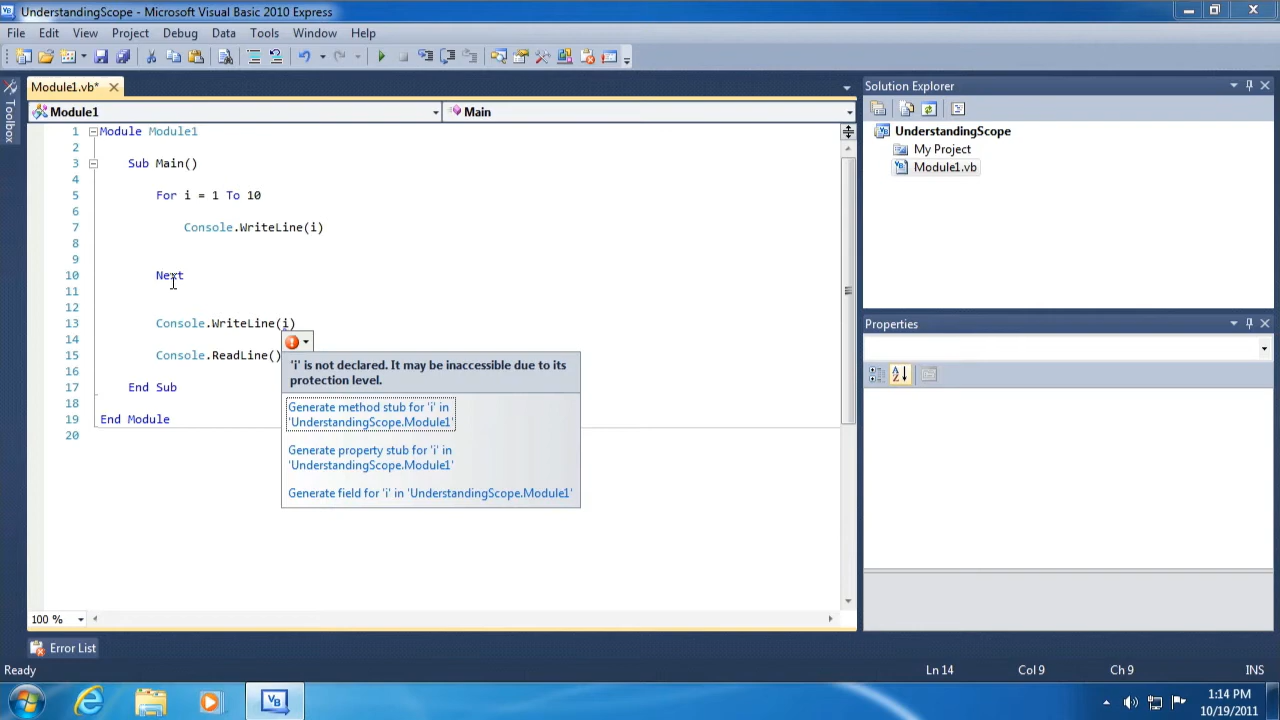 UnderstandingScope - Microsoft Visual Basic 2010 Express
File Edit View Project Debug Data Tools Window Help
Toolbox
Module1.vb*
Module1
Main
1 Module Module1
2
3 Sub Main()
4
5 For i = 1 To 10
6
7 Console.WriteLine(i)
8
9
10 Next
11
12
13 Console.WriteLine(i)
14
15 Console.ReadLine()
16
17 End Sub
18
19 End Module
20
'i' is not declared. It may be inaccessible due to its
protection level.
Generate method stub for 'i' in
'UnderstandingScope.Module1'
Generate property stub for 'i' in
'UnderstandingScope.Module1'
Generate field for 'i' in 'UnderstandingScope.Module1'
100 %
Solution Explorer
UnderstandingScope
My Project
Module1.vb
Properties
Error List
Ready
Ln 14 Col 9 Ch 9 INS
1:14 PM
10/19/2011